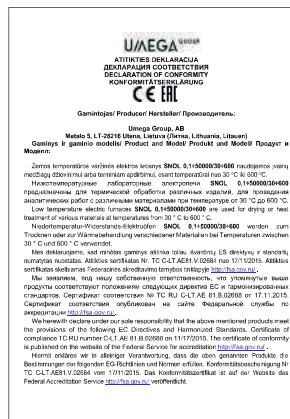 UMEGA GROUP
ATITIKTIES DEKLARACIJA
ДЕКЛАРАЦИЯ СООТВЕТСТВИЯ
DECLARATION OF CONFORMITY
KONFORMITÄTSERKLÄRUNG
CE EAC
Gamintojas/ Producer/ Hersteller/ Производитель:
Umega Group, AB
Metalo 5, LT-28216 Utena, Lietuva (Литва, Lithuania, Litauen)
Gaminys ir gaminio modelis/ Product and Model/ Produkt und Modell/ Продукт и
Модель:
Žemos temperatūros varžinės elektros krosnys SNOL 0,1÷50000/30÷600 naudojamos įvairių
medžiagų džiovinimui arba terminiam apdirbimui, esant temperatūrai nuo 30 °C iki 600 °C.
Низкотемпературные лабораторные электропечи SNOL 0,1÷50000/30÷600
предназначены для термической обработки различных изделий, для проведения
аналитических работ с различными материалами при температуре от 30 °C до 600 °C.
Low temperature electric furnaces SNOL 0,1÷50000/30÷600 are used for drying or heat
treatment of various materials at temperatures from 30 ° C to 600 ° C.
Niedertemperatur-Widerstands-Elektroöfen SNOL 0,1÷50000/30÷600 werden zum
Trocknen oder zur Wärmebehandlung verschiedener Materialien bei Temperaturen zwischen
30 ° C und 600 ° C verwendet.
Mes deklaruojame, kad minėtas gaminys atitinka toliau išvardintų ES direktyvų ir standartų
numatytas nuostatas. Atitikties sertifikatas Nr. TC C-LT.AE 81.B.02684 nuo 17/11/2015. Atitikties
sertifikatas skelbiamas Federacinės akreditavimo tarnybos tinklapyje http://fsa.gov.ru/ .
Мы заявляем, под нашу собственную ответственность, что упомянутые выше
продукты соответствуют положениям следующих директив ЕС и гармонизированных
стандартов. Сертификат соответствия № TC RU C-LT.AE 81.B.02688 от 17.11.2015.
Сертификат соответствия опубликован на сайте Федеральной службы по
аккредитации http://fsa.gov.ru/.
We herewith declare under our sole responsibility that the above mentioned products meet
the provisions of the following EC Directives and Harmonized Standards. Certificate of
compliance TC RU number C-LT.AE 81.B.02688 on 11/17/2015. The certificate of conformity
is published on the website of the Federal Service for accreditation http://fsa.gov.ru/ .
Hiermit erklären wir in alleiniger Verantwortung, dass die oben genannten Produkte die
Bestimmungen der folgenden EG-Richtlinien und Normen erfüllen. Konformitätsbescheinigung Nr
TC C-LT.AE 81.V.02684 vom 17/11/2015. Das Konformitätszertifikat ist auf der Website des
Federal Accreditation Service http://fsa.gov.ru/ veröffentlicht.